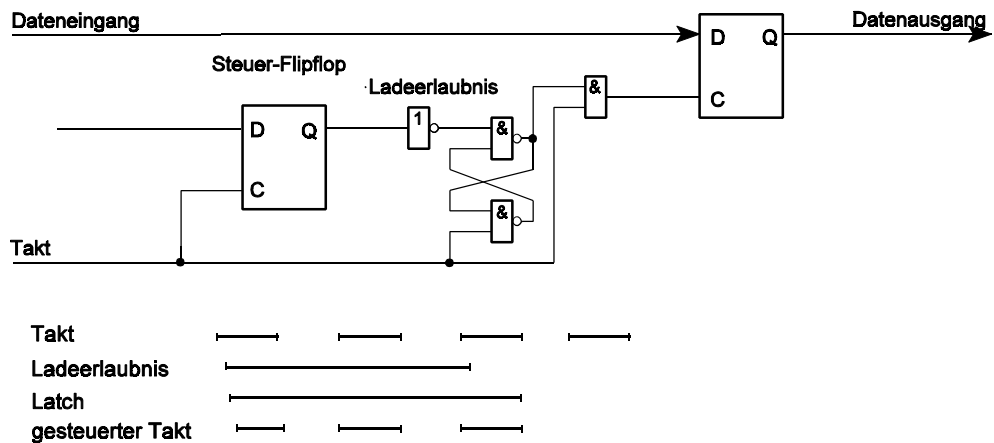 Dateneingang
Datenausgang
D Q
Steuer-Flipflop
Ladeerlaubnis
&
C
1
&
D Q
C
&
Takt
Takt
Ladeerlaubnis
Latch
gesteuerter Takt